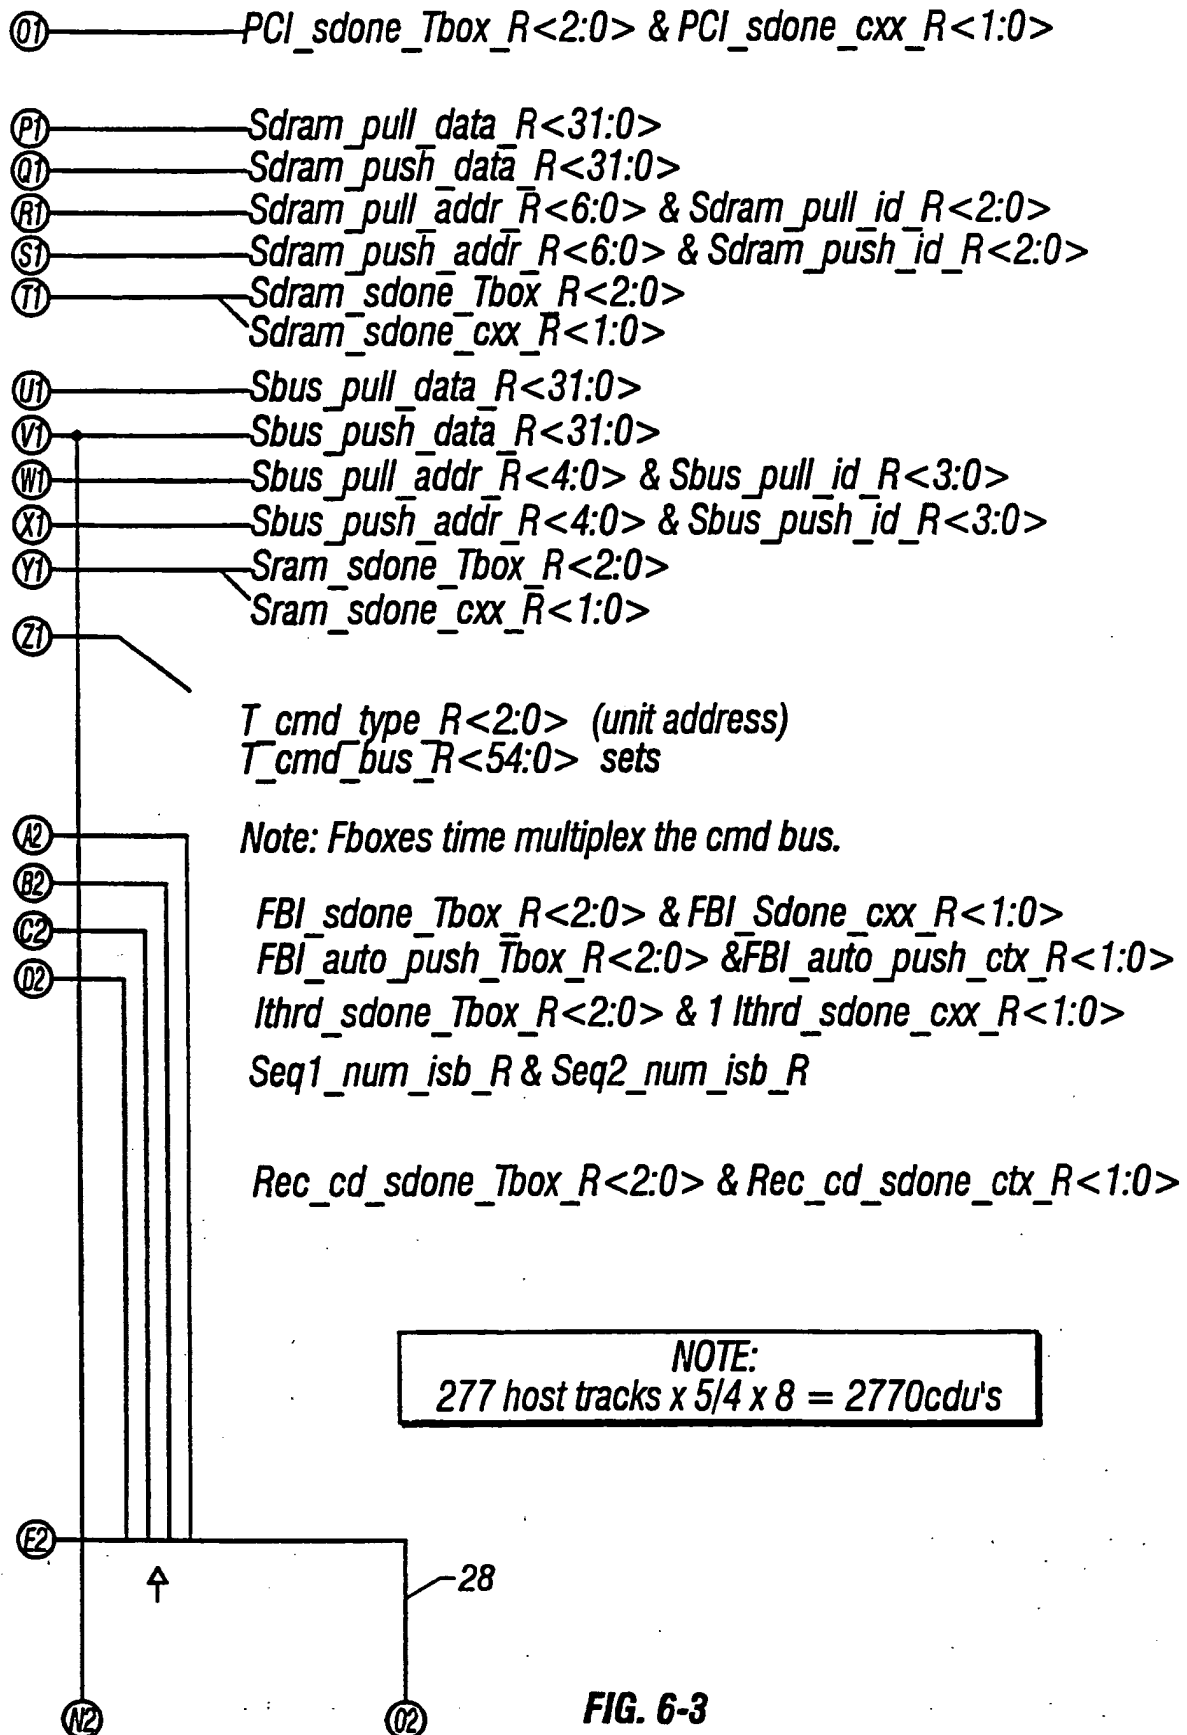 O1 PCI_sdone_Tbox_R<2:0> & PCI_sdone_cxx_R<1:0>
P1 Sdram_pull_data_R<31:0>
Q1 Sdram_push_data_R<31:0>
R1 Sdram_pull_addr_R<6:0> & Sdram_pull_id_R<2:0>
S1 Sdram_push_addr_R<6:0> & Sdram_push_id_R<2:0>
T1 Sdram_sdone_Tbox_R<2:0>
Sdram_sdone_cxx_R<1:0>
U1 Sbus_pull_data_R<31:0>
V1 Sbus_push_data_R<31:0>
W1 Sbus_pull_addr_R<4:0> & Sbus_pull_id_R<3:0>
X1 Sbus_push_addr_R<4:0> & Sbus_push_id_R<3:0>
Y1 Sram_sdone_Tbox_R<2:0>
Sram_sdone_cxx_R<1:0>
Z1
T_cmd_type_R<2:0> (unit address)
T_cmd_bus_R<54:0> sets
A2 Note: Fboxes time multiplex the cmd bus.
B2
FBI_sdone_Tbox_R<2:0> & FBI_Sdone_cxx_R<1:0>
C2
FBI_auto_push_Tbox_R<2:0> &FBI_auto_push_ctx_R<1:0>
D2
Ithrd_sdone_Tbox_R<2:0> & 1 Ithrd_sdone_cxx_R<1:0>
Seq1_num_isb_R & Seq2_num_isb_R
Rec_cd_sdone_Tbox_R<2:0> & Rec_cd_sdone_ctx_R<1:0>
NOTE:
277 host tracks x 5/4 x 8 = 2770cdu's
E2
28
N2 O2
FIG. 6-3